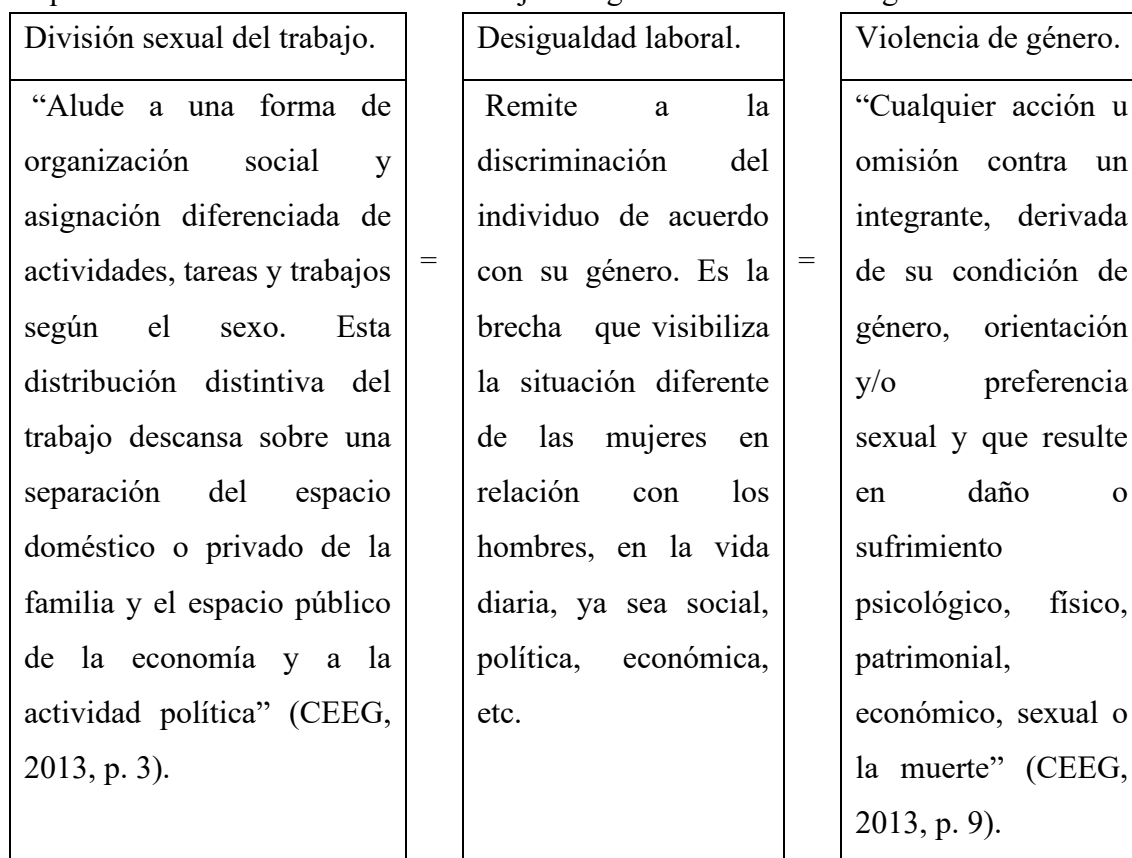 División sexual del trabajo.
“Alude a una forma de
organización social y
asignación diferenciada de
actividades, tareas y trabajos
según el sexo. Esta
distribución distintiva del
trabajo descansa sobre una
separación del espacio
doméstico o privado de la
familia y el espacio público
de la economía y a la
actividad política” (CEEG,
2013, p. 3).
=
Desigualdad laboral.
Remite a la
discriminación del
individuo de acuerdo
con su género. Es la
brecha que visibiliza
la situación diferente
de las mujeres en
relación con los
hombres, en la vida
diaria, ya sea social,
política, económica,
etc.
=
Violencia de género.
“Cualquier acción u
omisión contra un
integrante, derivada
de su condición de
género, orientación
y/o preferencia
sexual y que resulte
en daño o
sufrimiento
psicológico, físico,
patrimonial,
económico, sexual o
la muerte” (CEEG,
2013, p. 9).